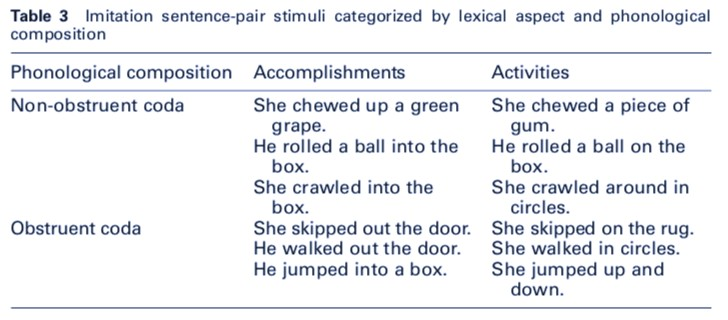 Table 3 Imitation sentence-pair stimuli categorized by lexical aspect and phonological
composition
Phonological composition Accomplishments Activities
Non-obstruent coda She chewed up a green She chewed a piece of
grape. gum.
He rolled a ball into the He rolled a ball on the
box. box.
She crawled into the She crawled around in
box. circles.
Obstruent coda She skipped out the door. She skipped on the rug.
He walked out the door. She walked in circles.
He jumped into a box. She jumped up and
down.